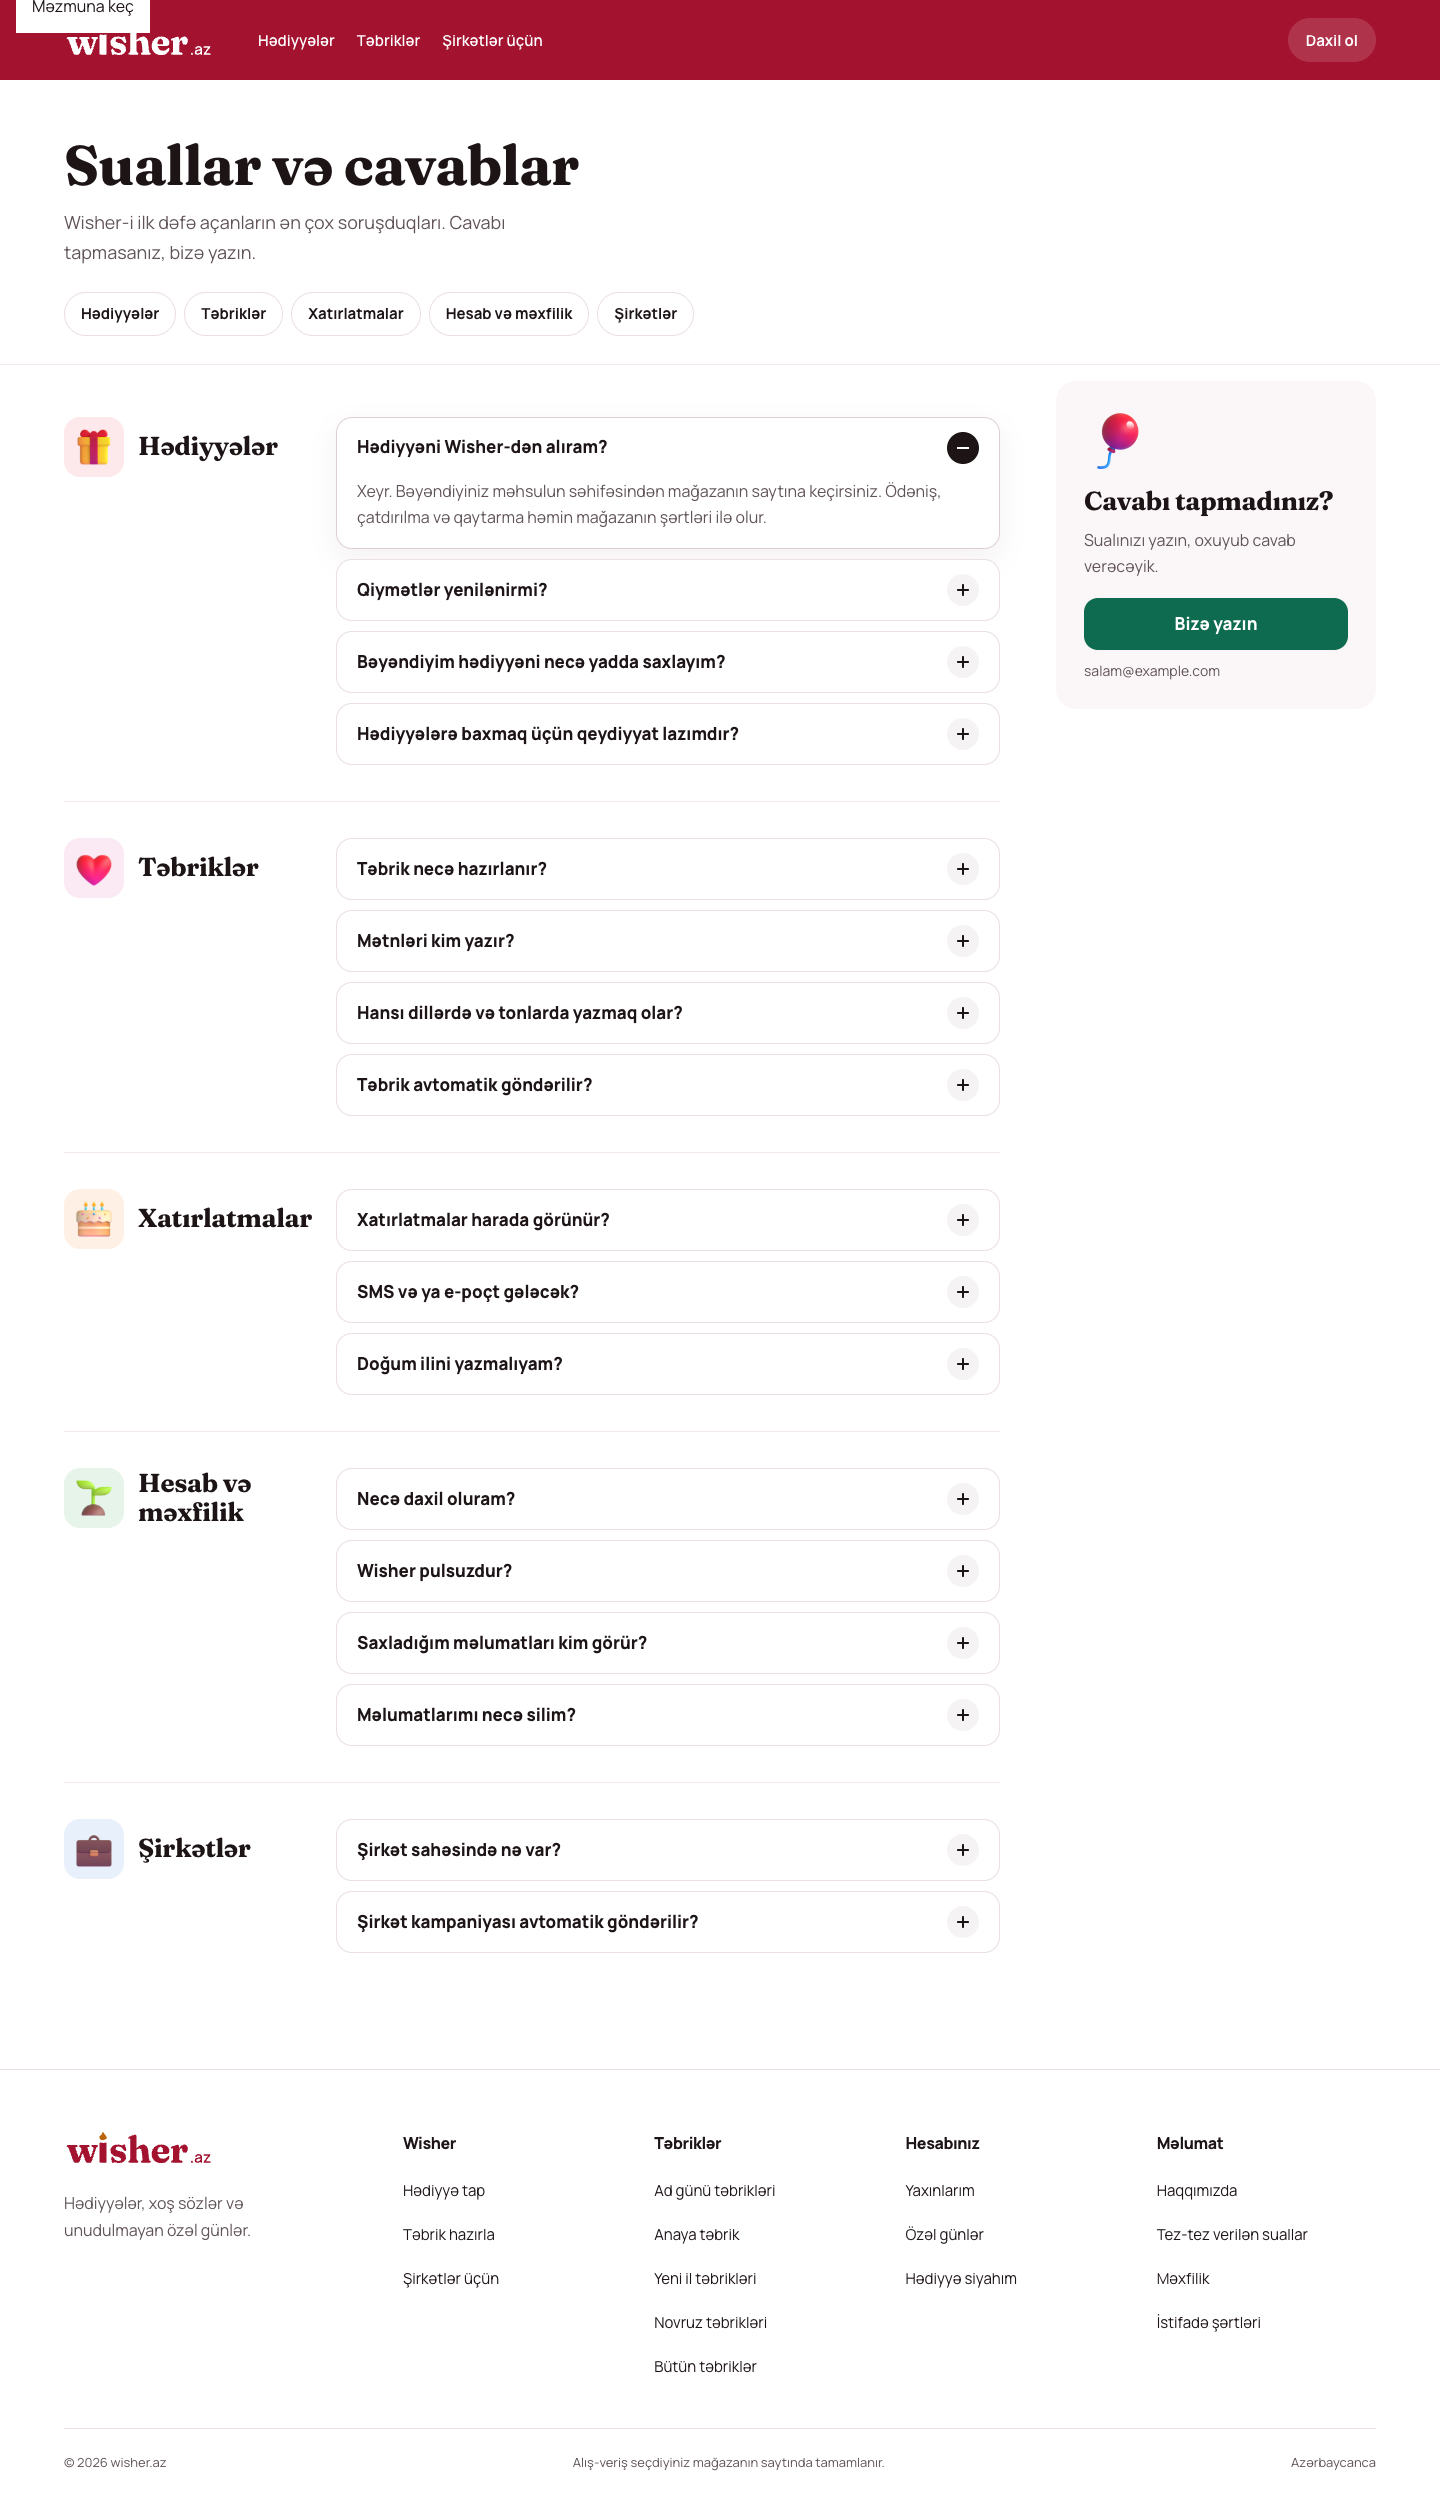 Məzmuna keç
wisher.az
Hədiyyələr
Təbriklər
Şirkətlər üçün
Daxil ol
Suallar və cavablar
Wisher-i ilk dəfə açanların ən çox soruşduqları. Cavabı
tapmasanız, bizə yazın.
Hədiyyələr
Təbriklər
Xatırlatmalar
Hesab və məxfilik
Şirkətlər
Hədiyyələr
Hədiyyəni Wisher-dən alıram?
Xeyr. Bəyəndiyiniz məhsulun səhifəsindən mağazanın saytına keçirsiniz. Ödəniş,
çatdırılma və qaytarma həmin mağazanın şərtləri ilə olur.
Qiymətlər yenilənirmi?
Bəyəndiyim hədiyyəni necə yadda saxlayım?
Hədiyyələrə baxmaq üçün qeydiyyat lazımdır?
Cavabı tapmadınız?
Sualınızı yazın, oxuyub cavab
verəcəyik.
Bizə yazın
salam@example.com
Təbriklər
Təbrik necə hazırlanır?
Mətnləri kim yazır?
Hansı dillərdə və tonlarda yazmaq olar?
Təbrik avtomatik göndərilir?
Xatırlatmalar
Xatırlatmalar harada görünür?
SMS və ya e-poçt gələcək?
Doğum ilini yazmalıyam?
Hesab və
məxfilik
Necə daxil oluram?
Wisher pulsuzdur?
Saxladığım məlumatları kim görür?
Məlumatlarımı necə silim?
Şirkətlər
Şirkət sahəsində nə var?
Şirkət kampaniyası avtomatik göndərilir?
wisher.az
Hədiyyələr, xoş sözlər və
unudulmayan özəl günlər.
Wisher
Hədiyyə tap
Təbrik hazırla
Şirkətlər üçün
Təbriklər
Ad günü təbrikləri
Anaya təbrik
Yeni il təbrikləri
Novruz təbrikləri
Bütün təbriklər
Hesabınız
Yaxınlarım
Özəl günlər
Hədiyyə siyahım
Məlumat
Haqqımızda
Tez-tez verilən suallar
Məxfilik
İstifadə şərtləri
© 2026 wisher.az
Alış-veriş seçdiyiniz mağazanın saytında tamamlanır.
Azərbaycanca